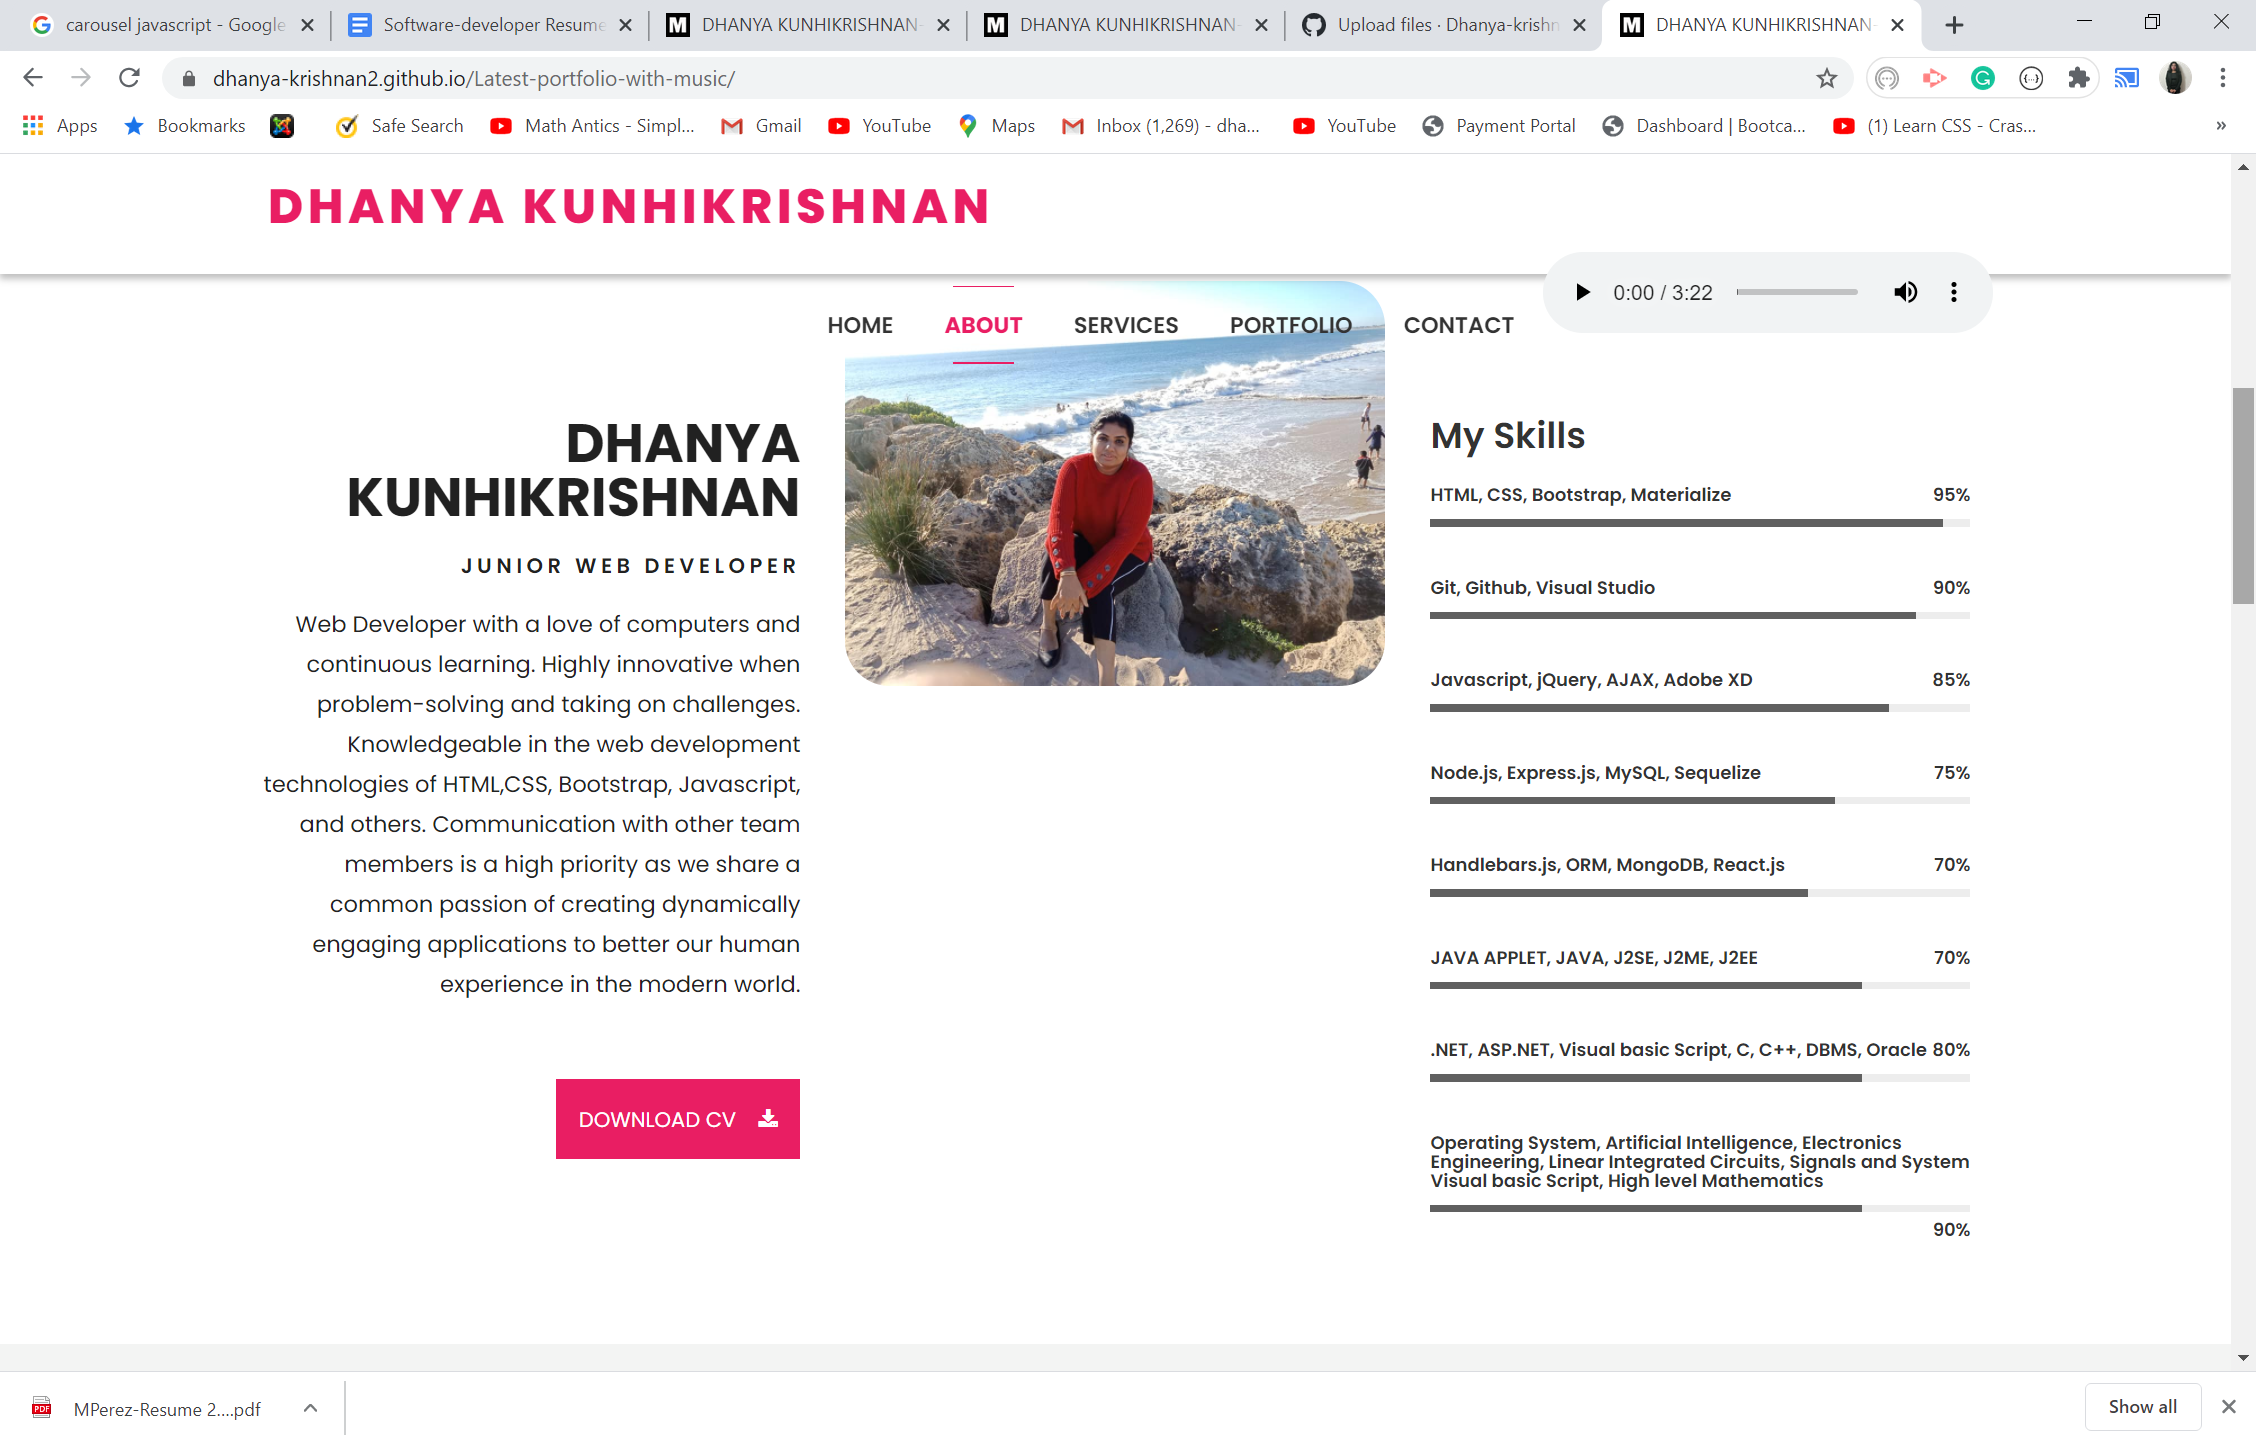 carousel javascript - Google
Software-developer Resume
DHANYA KUNHIKRISHNAN-
DHANYA KUNHIKRISHNAN-
Upload files · Dhanya-krishn
DHANYA KUNHIKRISHNAN-
dhanya-krishnan2.github.io/Latest-portfolio-with-music/
Apps
Bookmarks
Safe Search
Math Antics - Simpl...
Gmail
YouTube
Maps
Inbox (1,269) - dha...
YouTube
Payment Portal
Dashboard | Bootca...
(1) Learn CSS - Cras...
»
DHANYA KUNHIKRISHNAN
0:00 / 3:22
HOME
ABOUT
SERVICES
PORTFOLIO
CONTACT
DHANYA
KUNHIKRISHNAN
JUNIOR WEB DEVELOPER
Web Developer with a love of computers and
continuous learning. Highly innovative when
problem-solving and taking on challenges.
Knowledgeable in the web development
technologies of HTML,CSS, Bootstrap, Javascript,
and others. Communication with other team
members is a high priority as we share a
common passion of creating dynamically
engaging applications to better our human
experience in the modern world.
DOWNLOAD CV
My Skills
HTML, CSS, Bootstrap, Materialize 95%
Git, Github, Visual Studio 90%
Javascript, jQuery, AJAX, Adobe XD 85%
Node.js, Express.js, MySQL, Sequelize 75%
Handlebars.js, ORM, MongoDB, React.js 70%
JAVA APPLET, JAVA, J2SE, J2ME, J2EE 70%
.NET, ASP.NET, Visual basic Script, C, C++, DBMS, Oracle 80%
Operating System, Artificial Intelligence, Electronics
Engineering, Linear Integrated Circuits, Signals and System
Visual basic Script, High level Mathematics
90%
MPerez-Resume 2....pdf
Show all